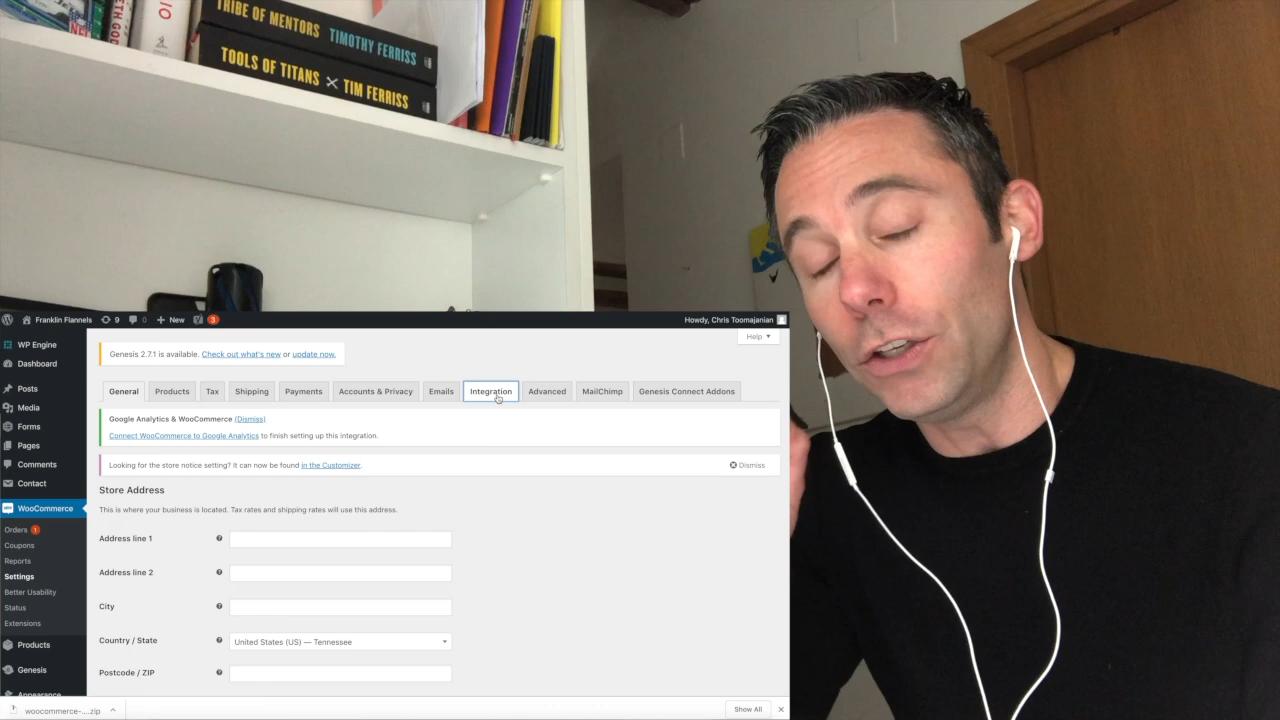 TRIBE OF MENTORS TIMOTHY FERRISS
TOOLS OF TITANS TIM FERRISS
Franklin Flannels 9 0 New 3 Howdy, Chris Toomajanian
Help
WP Engine
Dashboard
Posts
Media
Forms
Pages
Comments
Contact
WooCommerce
Orders 1
Coupons
Reports
Settings
Better Usability
Status
Extensions
Products
Genesis
Appearance
Genesis 2.7.1 is available. Check out what's new or update now.
General Products Tax Shipping Payments Accounts & Privacy Emails Integration Advanced MailChimp Genesis Connect Addons
Google Analytics & WooCommerce (Dismiss)
Connect WooCommerce to Google Analytics to finish setting up this integration.
Looking for the store notice setting? It can now be found in the Customizer. Dismiss
Store Address
This is where your business is located. Tax rates and shipping rates will use this address.
Address line 1
Address line 2
City
Country / State United States (US) — Tennessee
Postcode / ZIP
woocommerce-....zip Show All